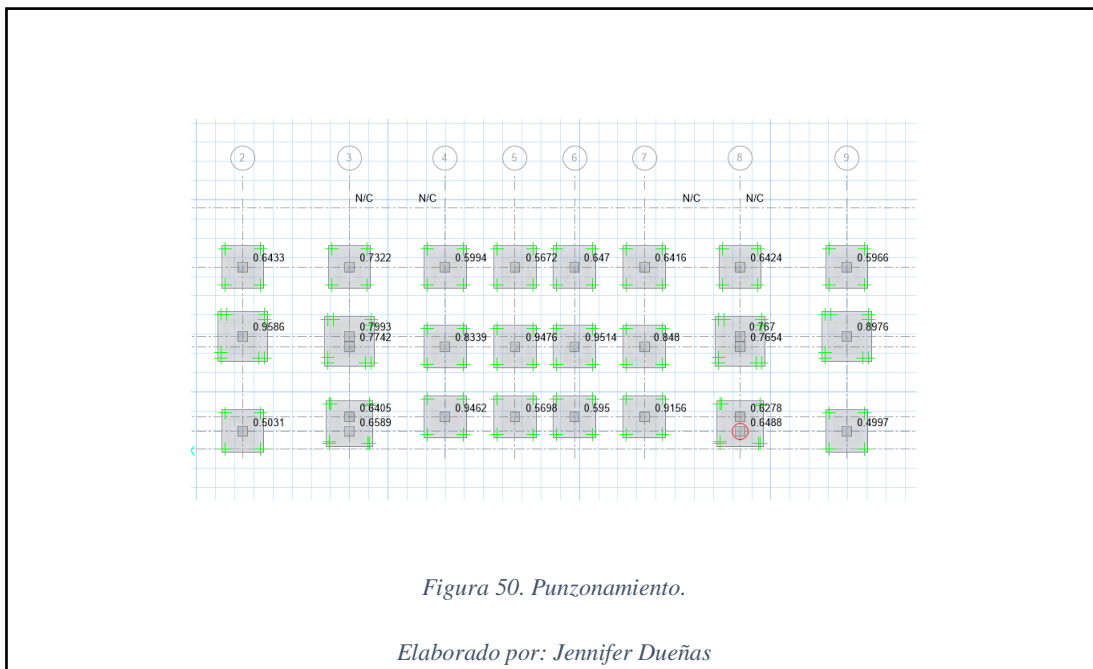 2 3 4 5 6 7 8 9
N/C N/C N/C N/C
0.6433 0.7322 0.5994 0.5672 0.647 0.6416 0.6424 0.5966
0.9586 0.7993 0.767 0.8976
0.7742 0.8339 0.9476 0.9514 0.848 0.7654
0.6405 0.9462 0.5698 0.595 0.9156 0.6278
0.5031 0.6589 0.6488 0.4997
Figura 50. Punzonamiento.
Elaborado por: Jennifer Dueñas